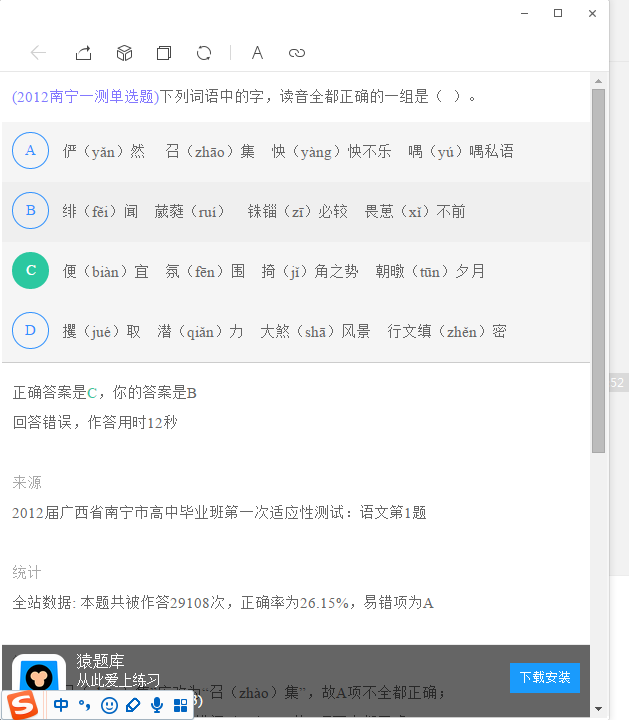 (2012南宁一测单选题)下列词语中的字，读音全都正确的一组是（ ）。
A 俨（yǎn）然 召（zhāo）集 怏（yàng）怏不乐 喁（yú）喁私语
B 绯（fěi）闻 葳蕤（ruí） 铢锱（zī）必较 畏葸（xǐ）不前
C 便（biàn）宜 氛（fēn）围 掎（jǐ）角之势 朝暾（tūn）夕月
D 攫（jué）取 潜（qiǎn）力 大煞（shā）风景 行文缜（zhěn）密
正确答案是C，你的答案是B
回答错误，作答用时12秒
52
来源
2012届广西省南宁市高中毕业班第一次适应性测试：语文第1题
统计
全站数据: 本题共被作答29108次，正确率为26.15%，易错项为A
猿题库
从此爱上练习
下载安装
改为“召（zhào）集”，故A项不全都正确；
中